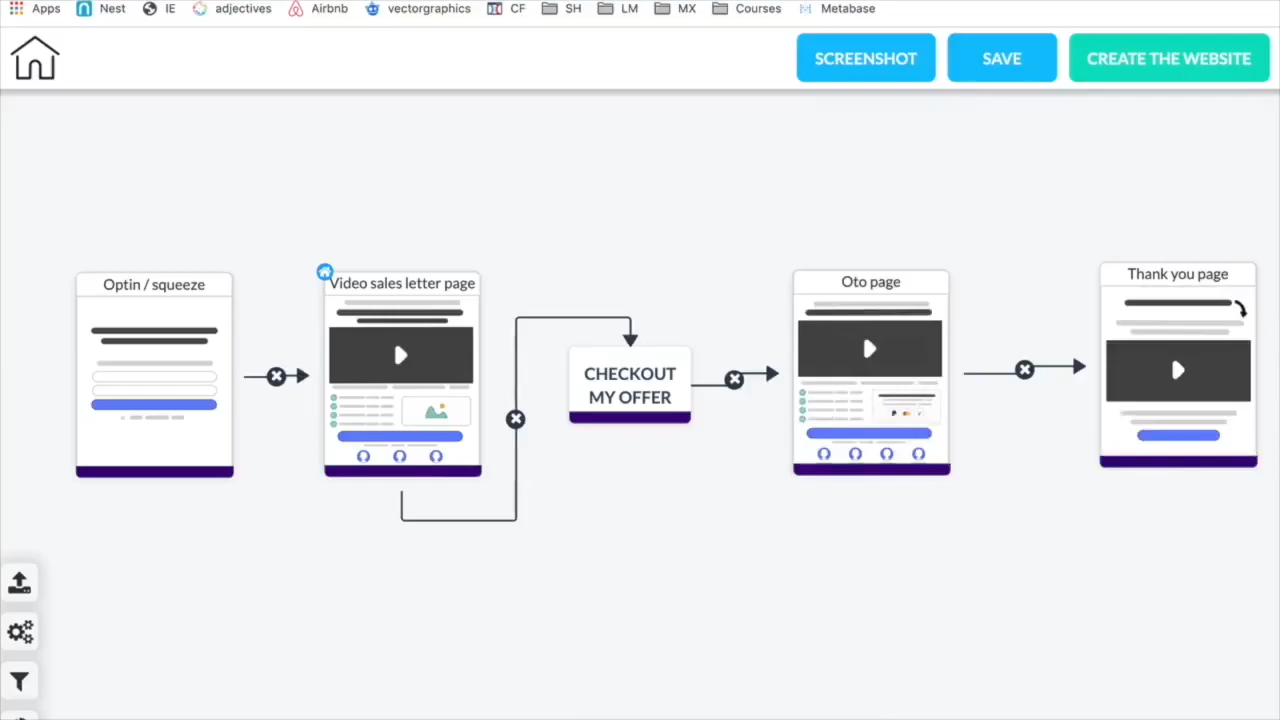 Apps Nest IE adjectives Airbnb vectorgraphics CF SH LM MX Courses Metabase
SCREENSHOT SAVE CREATE THE WEBSITE
Optin / squeeze
Video sales letter page
CHECKOUT
MY OFFER
Oto page
Thank you page